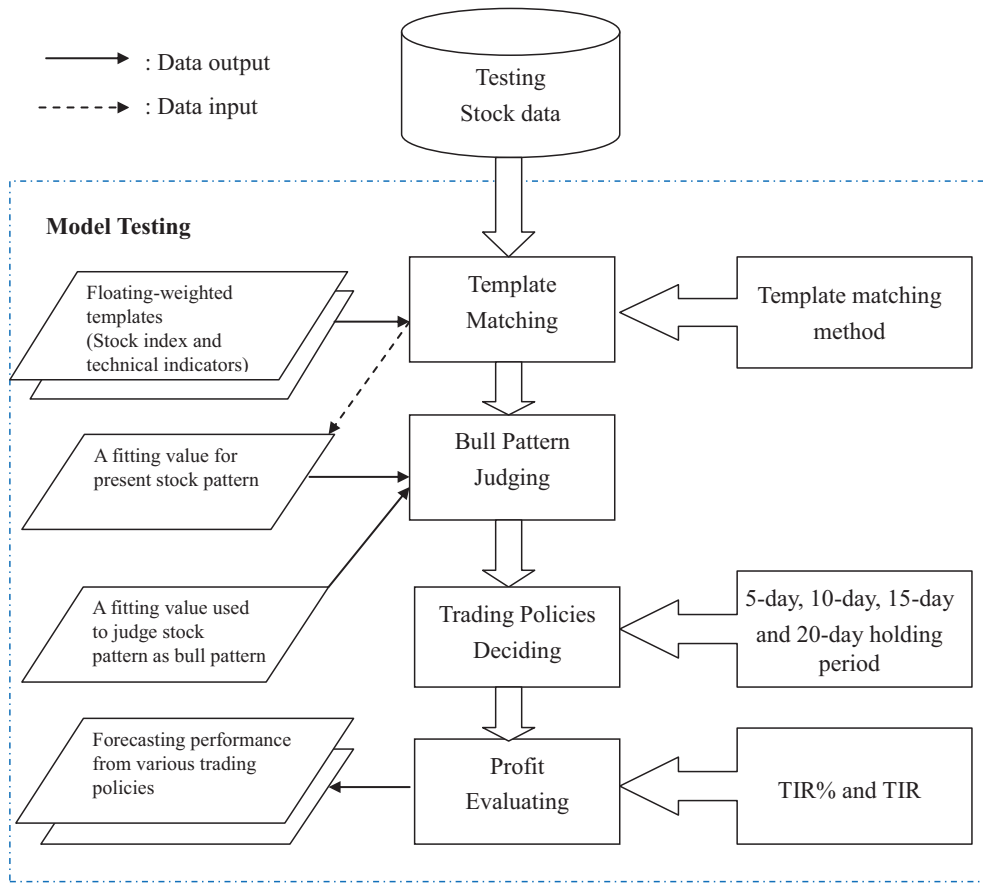 : Data output
: Data input
Testing
Stock data
Model Testing
Floating-weighted
templates
(Stock index and
technical indicators)
Template
Matching
Template matching
method
A fitting value for
present stock pattern
Bull Pattern
Judging
A fitting value used
to judge stock
pattern as bull pattern
Trading Policies
Deciding
5-day, 10-day, 15-day
and 20-day holding
period
Forecasting performance
from various trading
policies
Profit
Evaluating
TIR% and TIR